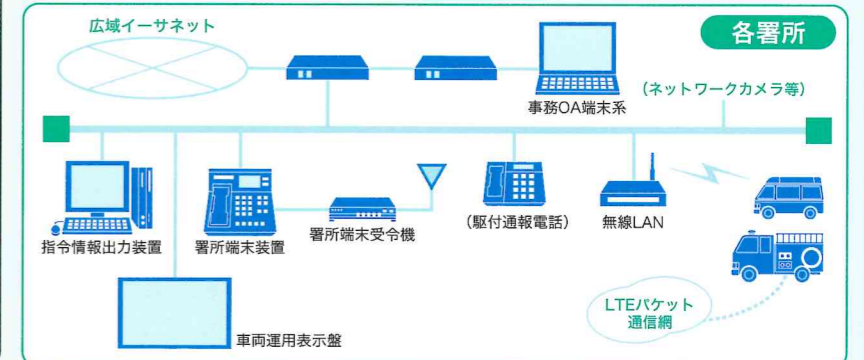 広域イーサネット
各署所
事務OA端末系
（ネットワークカメラ等）
指令情報出力装置
署所端末装置
署所端末受令機
（駆付通報電話）
無線LAN
車両運用表示盤
LTEパケット
通信網